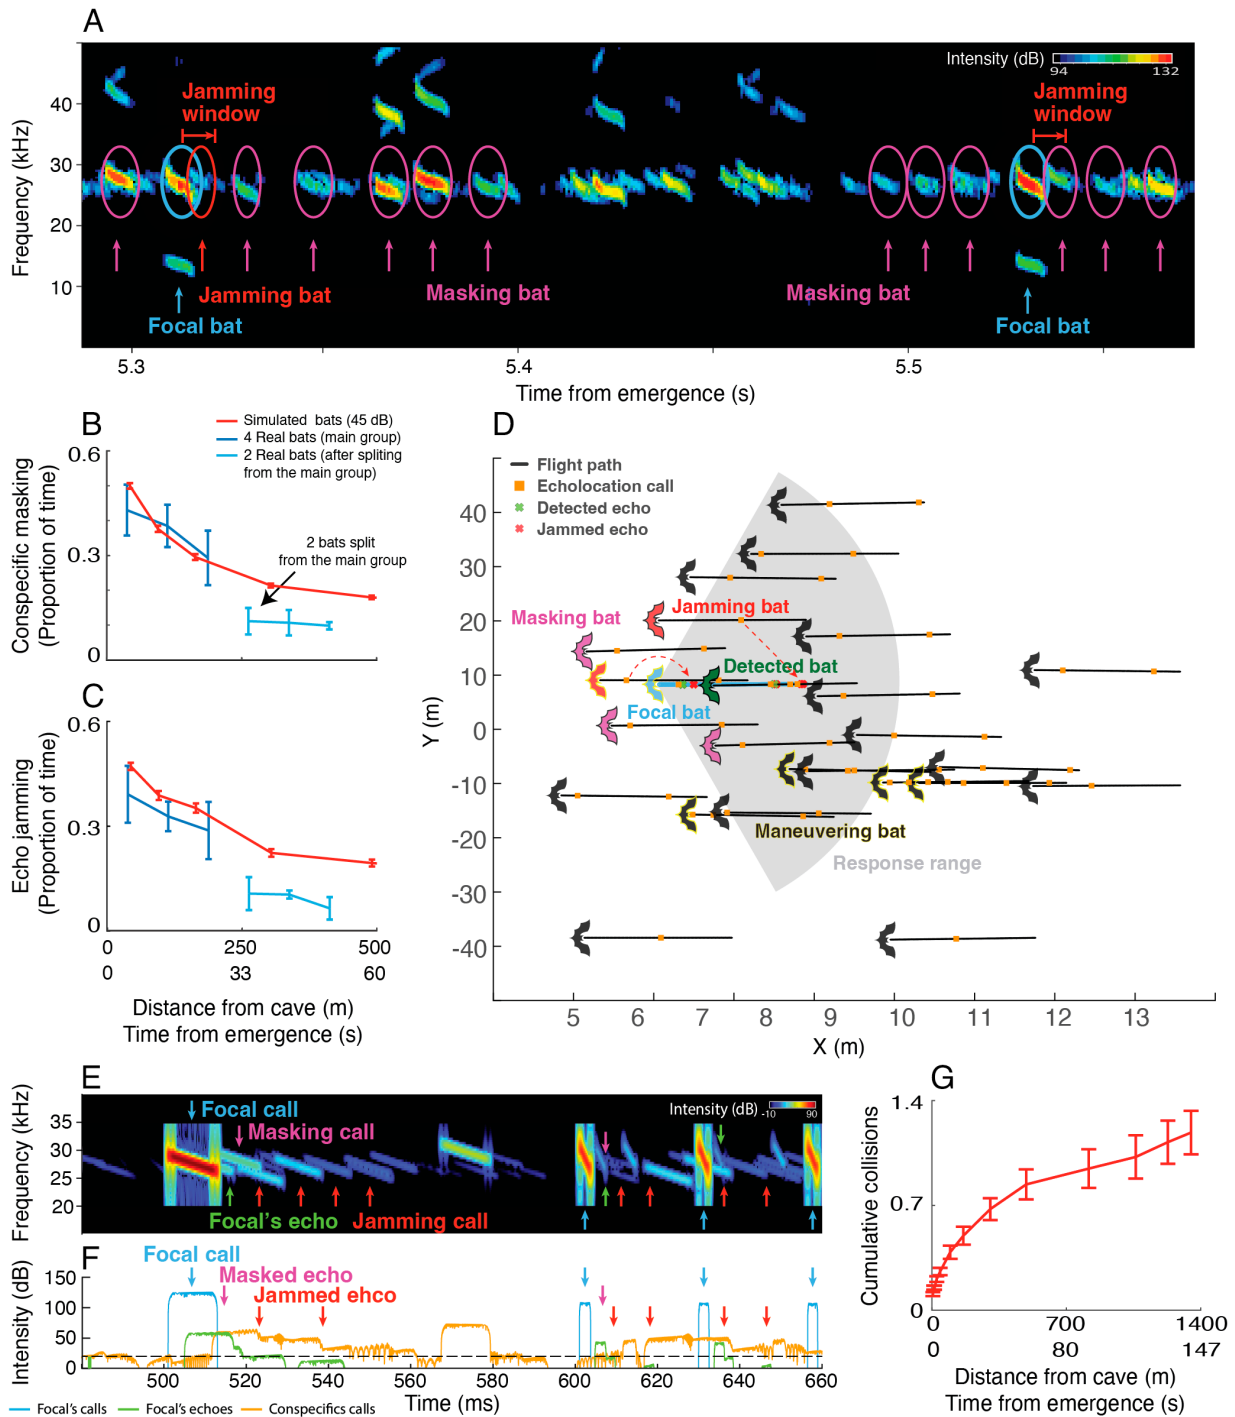 A
Intensity (dB)
94 132
Jamming
window
Jamming
window
Frequency (kHz)
40
30
20
10
Jamming bat
Masking bat
Masking bat
Focal bat
Focal bat
5.3 5.4 5.5
Time from emergence (s)
B
Simulated bats (45 dB)
4 Real bats (main group)
2 Real bats (after spliting
from the main group)
Conspecific masking
(Proportion of time)
0.6
0.3
0
2 bats split
from the main group
C
Echo jamming
(Proportion of time)
0.6
0.3
0
0 250 500
0 33 60
Distance from cave (m)
Time from emergence (s)
D
Flight path
Echolocation call
Detected echo
Jammed echo
Y (m)
40
30
20
10
0
-10
-20
-30
-40
Masking bat
Jamming bat
Detected bat
Focal bat
Maneuvering bat
Response range
5 6 7 8 9 10 11 12 13
X (m)
E
Frequency (kHz)
35
30
25
20
Focal call
Masking call
Intensity (dB)
-10 90
Focal's echo
Jamming call
F
Focal call
Masked echo
Jammed ehco
Intensity (dB)
150
100
50
0
500 520 540 560 580 600 620 640 660
Time (ms)
Focal's calls
Focal's echoes
Conspecifics calls
G
Cumulative collisions
1.4
0.7
0
0 700 1400
0 80 147
Distance from cave (m)
Time from emergence (s)